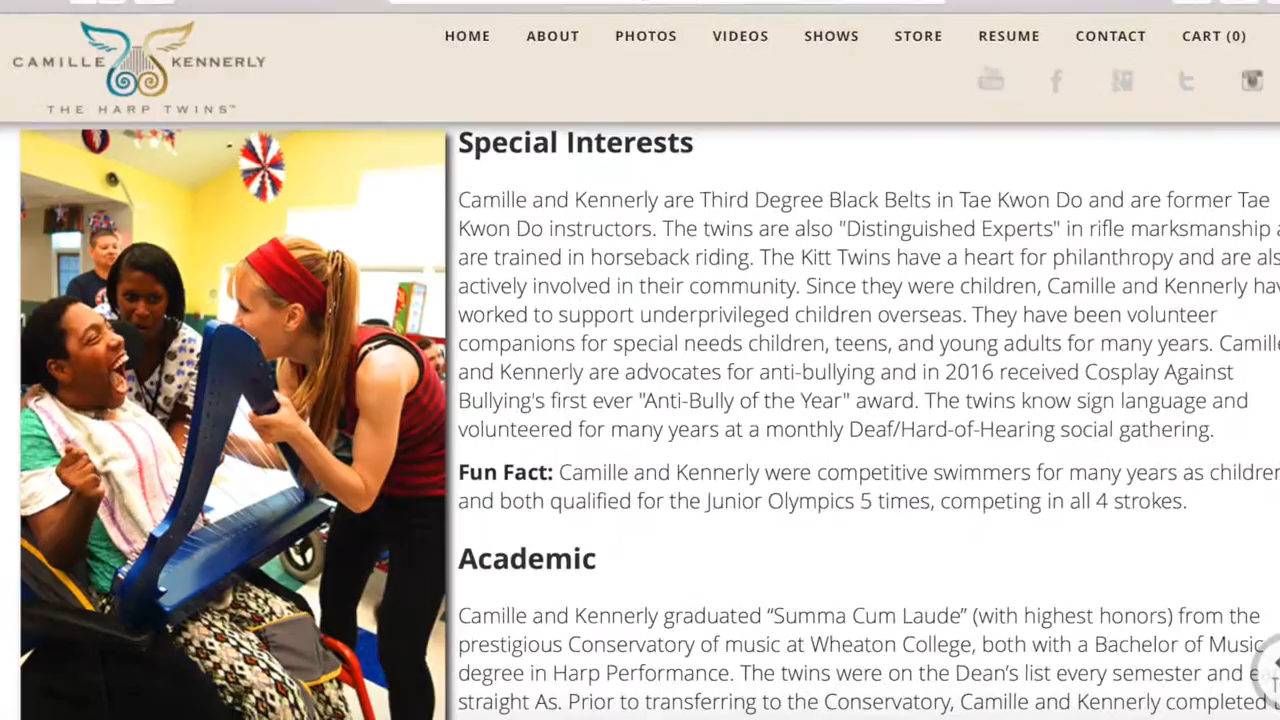 HOME ABOUT PHOTOS VIDEOS SHOWS STORE RESUME CONTACT CART (0)
CAMILLE KENNERLY
THE HARP TWINS™
Special Interests
Camille and Kennerly are Third Degree Black Belts in Tae Kwon Do and are former Tae
Kwon Do instructors. The twins are also "Distinguished Experts" in rifle marksmanship
are trained in horseback riding. The Kitt Twins have a heart for philanthropy and are
actively involved in their community. Since they were children, Camille and Kennerly
worked to support underprivileged children overseas. They have been volunteer
companions for special needs children, teens, and young adults for many years.
and Kennerly are advocates for anti-bullying and in 2016 received Cosplay Against
Bullying's first ever "Anti-Bully of the Year" award. The twins know sign language and
volunteered for many years at a monthly Deaf/Hard-of-Hearing social gathering.
Fun Fact: Camille and Kennerly were competitive swimmers for many years as children
and both qualified for the Junior Olympics 5 times, competing in all 4 strokes.
Academic
Camille and Kennerly graduated “Summa Cum Laude” (with highest honors) from the
prestigious Conservatory of music at Wheaton College, both with a Bachelor of Music
degree in Harp Performance. The twins were on the Dean’s list every semester and
straight As. Prior to transferring to the Conservatory, Camille and Kennerly completed